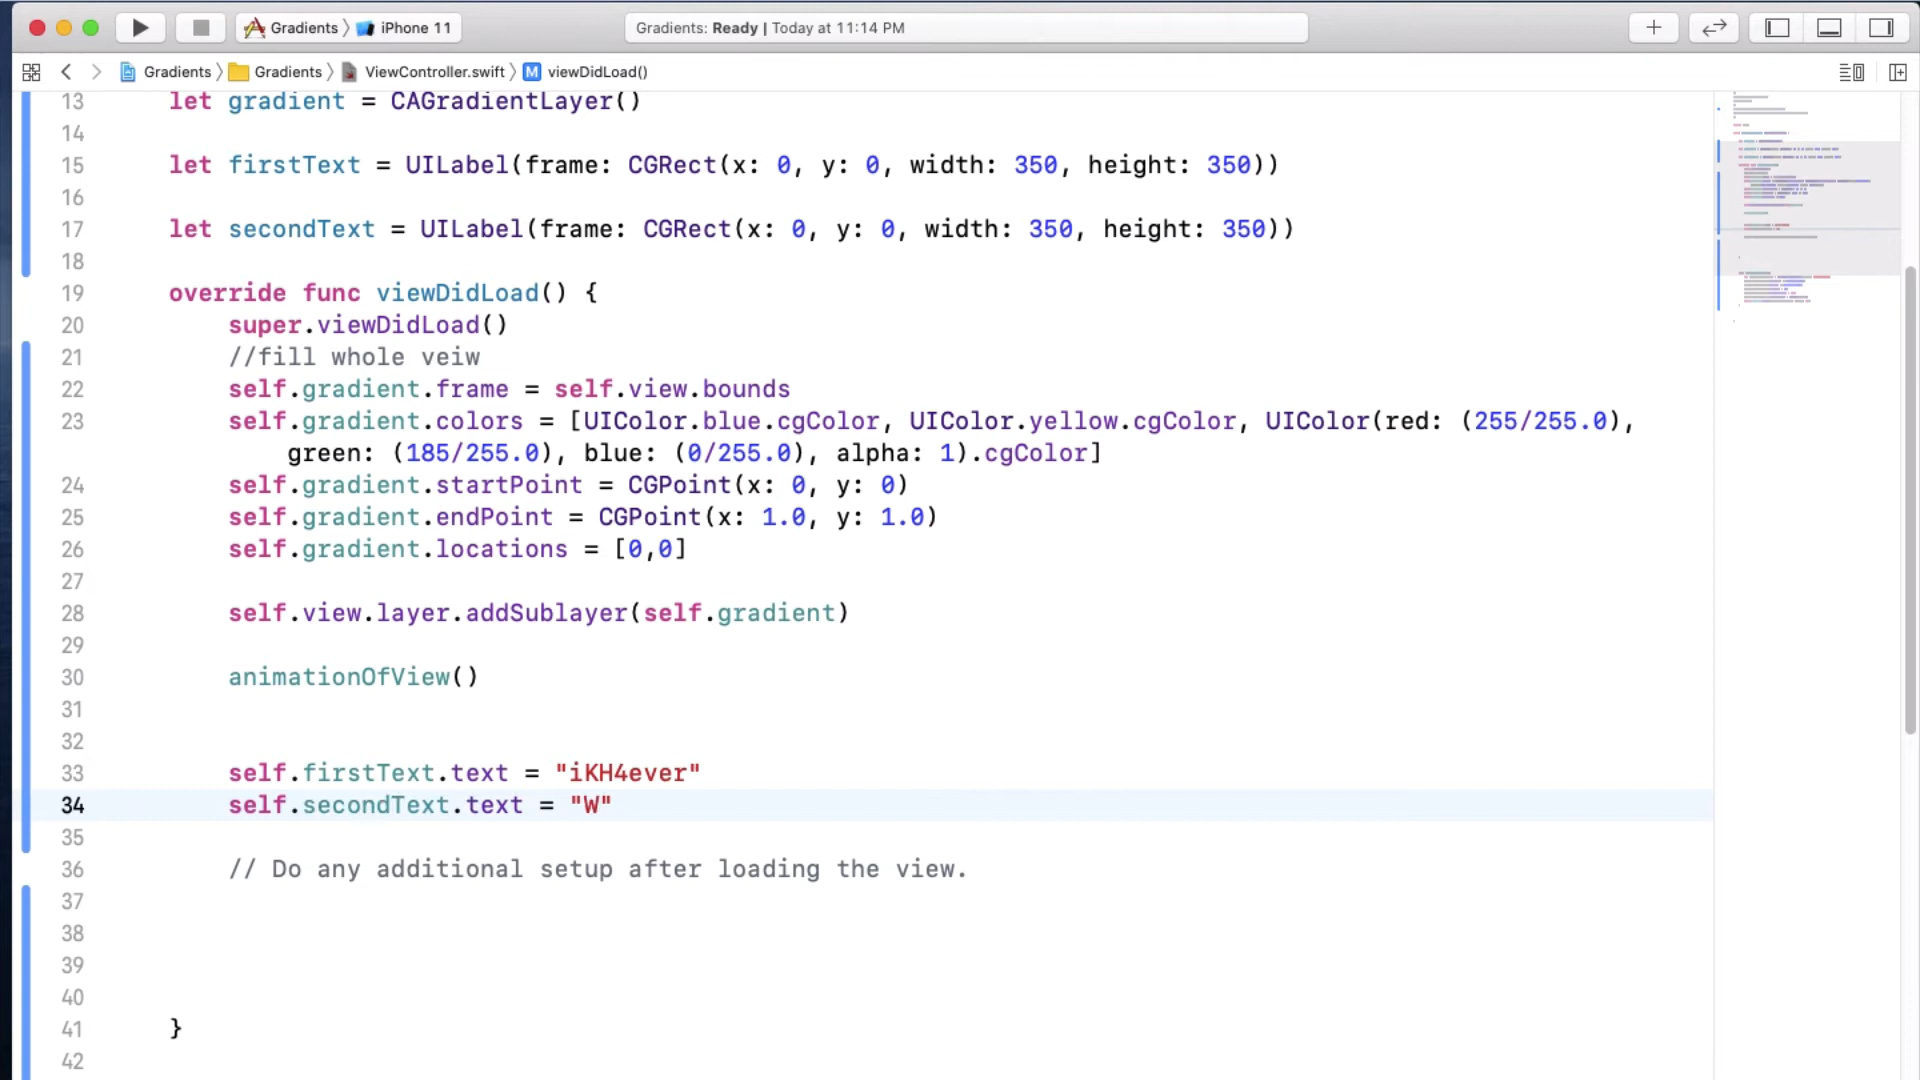 Gradients › iPhone 11
Gradients: Ready | Today at 11:14 PM
Gradients › Gradients › ViewController.swift › M viewDidLoad()
13 let gradient = CAGradientLayer()
14
15 let firstText = UILabel(frame: CGRect(x: 0, y: 0, width: 350, height: 350))
16
17 let secondText = UILabel(frame: CGRect(x: 0, y: 0, width: 350, height: 350))
18
19 override func viewDidLoad() {
20 super.viewDidLoad()
21 //fill whole veiw
22 self.gradient.frame = self.view.bounds
23 self.gradient.colors = [UIColor.blue.cgColor, UIColor.yellow.cgColor, UIColor(red: (255/255.0),
green: (185/255.0), blue: (0/255.0), alpha: 1).cgColor]
24 self.gradient.startPoint = CGPoint(x: 0, y: 0)
25 self.gradient.endPoint = CGPoint(x: 1.0, y: 1.0)
26 self.gradient.locations = [0,0]
27
28 self.view.layer.addSublayer(self.gradient)
29
30 animationOfView()
31
32
33 self.firstText.text = "iKH4ever"
34 self.secondText.text = "W"
35
36 // Do any additional setup after loading the view.
37
38
39
40
41 }
42